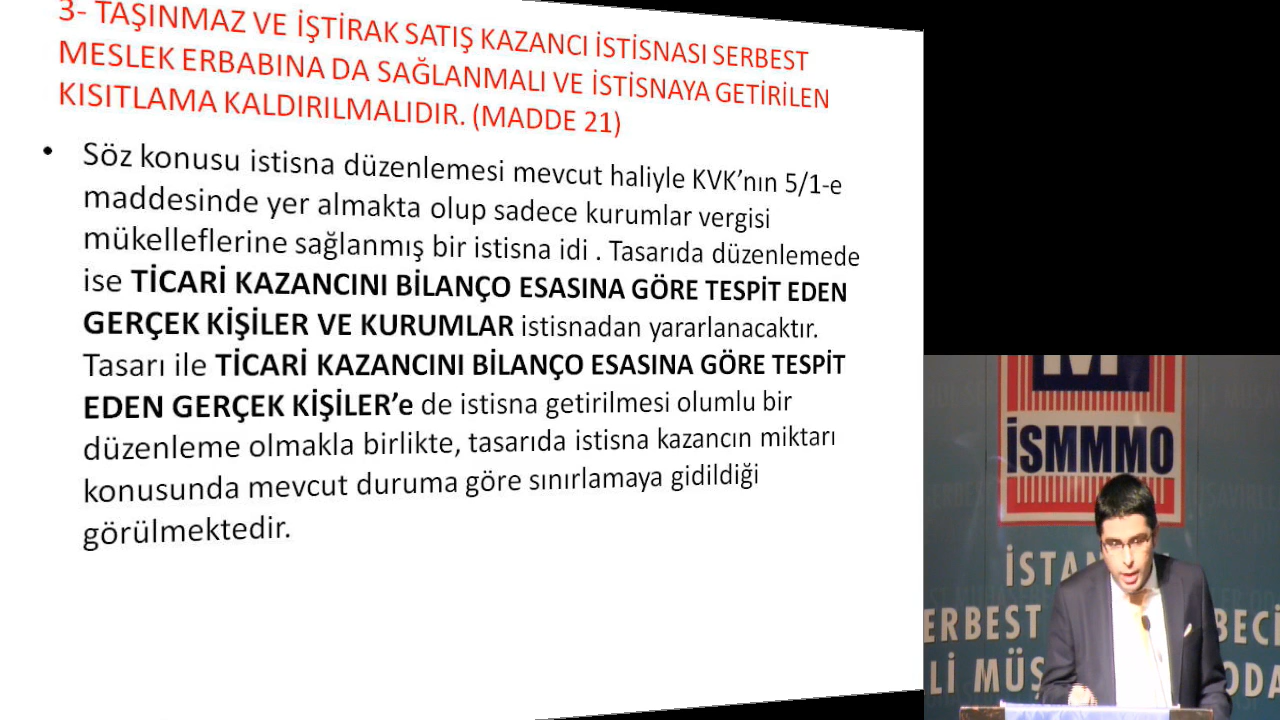 3- TAŞINMAZ VE İŞTİRAK SATIŞ KAZANCI İSTİSNASI SERBEST
MESLEK ERBABINA DA SAĞLANMALI VE İSTİSNAYA GETİRİLEN
KISITLAMA KALDIRILMALIDIR. (MADDE 21)
• Söz konusu istisna düzenlemesi mevcut haliyle KVK’nın 5/1-e
maddesinde yer almakta olup sadece kurumlar vergisi
mükelleflerine sağlanmış bir istisna idi . Tasarıda düzenlemede
ise TİCARİ KAZANCINI BİLANÇO ESASINA GÖRE TESPİT EDEN
GERÇEK KİŞİLER VE KURUMLAR istisnadan yararlanacaktır.
Tasarı ile TİCARİ KAZANCINI BİLANÇO ESASINA GÖRE TESPİT
EDEN GERÇEK KİŞİLER’e de istisna getirilmesi olumlu bir
düzenleme olmakla birlikte, tasarıda istisna kazancın miktarı
konusunda mevcut duruma göre sınırlamaya gidildiği
görülmektedir.
M
İSMMMO
İSTAN
ERBEST BECİ
Lİ MÜŞ ODA